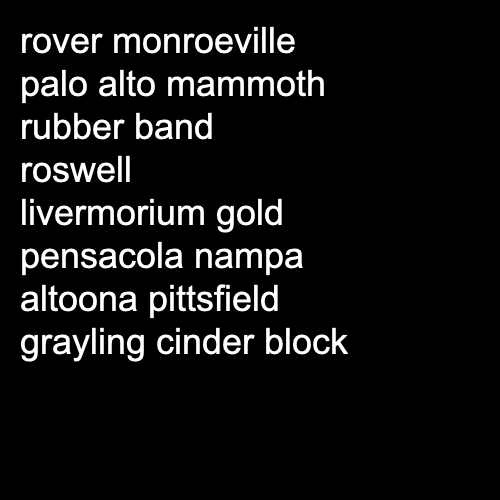 rover monroeville
palo alto mammoth
rubber band
roswell
livermorium gold
pensacola nampa
altoona pittsfield
grayling cinder block